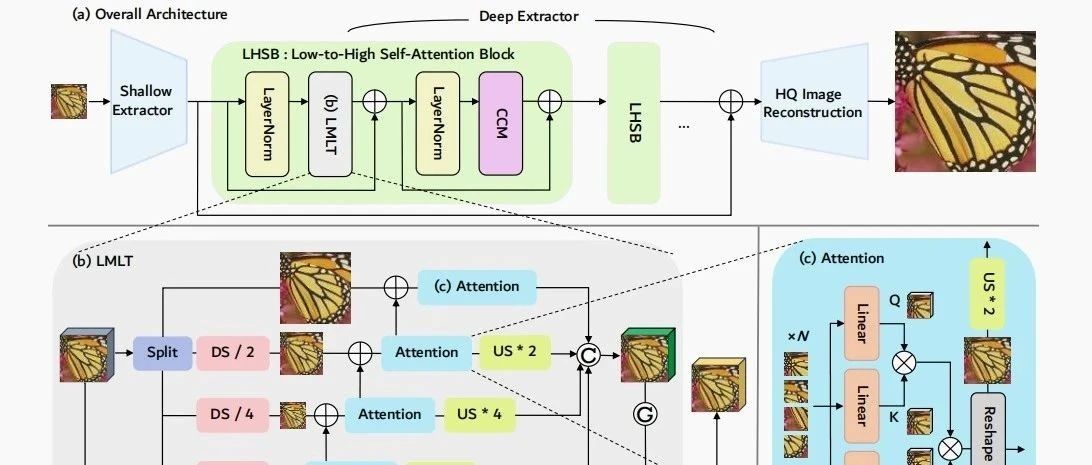 (a) Overall Architecture
Deep Extractor
LHSB : Low-to-High Self-Attention Block
Shallow
Extractor
LayerNorm
(b) LMLT
LayerNorm
CCM
LHSB
...
HQ Image
Reconstruction
(b) LMLT
(c) Attention
Split
DS / 2
Attention
US * 2
C
DS / 4
Attention
US * 4
G
(c) Attention
×N
Linear
Q
Linear
K
US * 2
Reshape